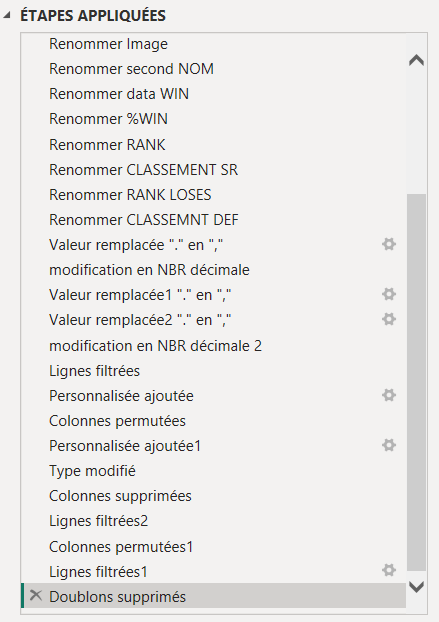 ÉTAPES APPLIQUÉES
Renommer Image
Renommer second NOM
Renommer data WIN
Renommer %WIN
Renommer RANK
Renommer CLASSEMENT SR
Renommer RANK LOSES
Renommer CLASSEMNT DEF
Valeur remplacée "." en ","
modification en NBR décimale
Valeur remplacée1 "." en ","
Valeur remplacée2 "." en ","
modification en NBR décimale 2
Lignes filtrées
Personnalisée ajoutée
Colonnes permutées
Personnalisée ajoutée1
Type modifié
Colonnes supprimées
Lignes filtrées2
Colonnes permutées1
Lignes filtrées1
Doublons supprimés